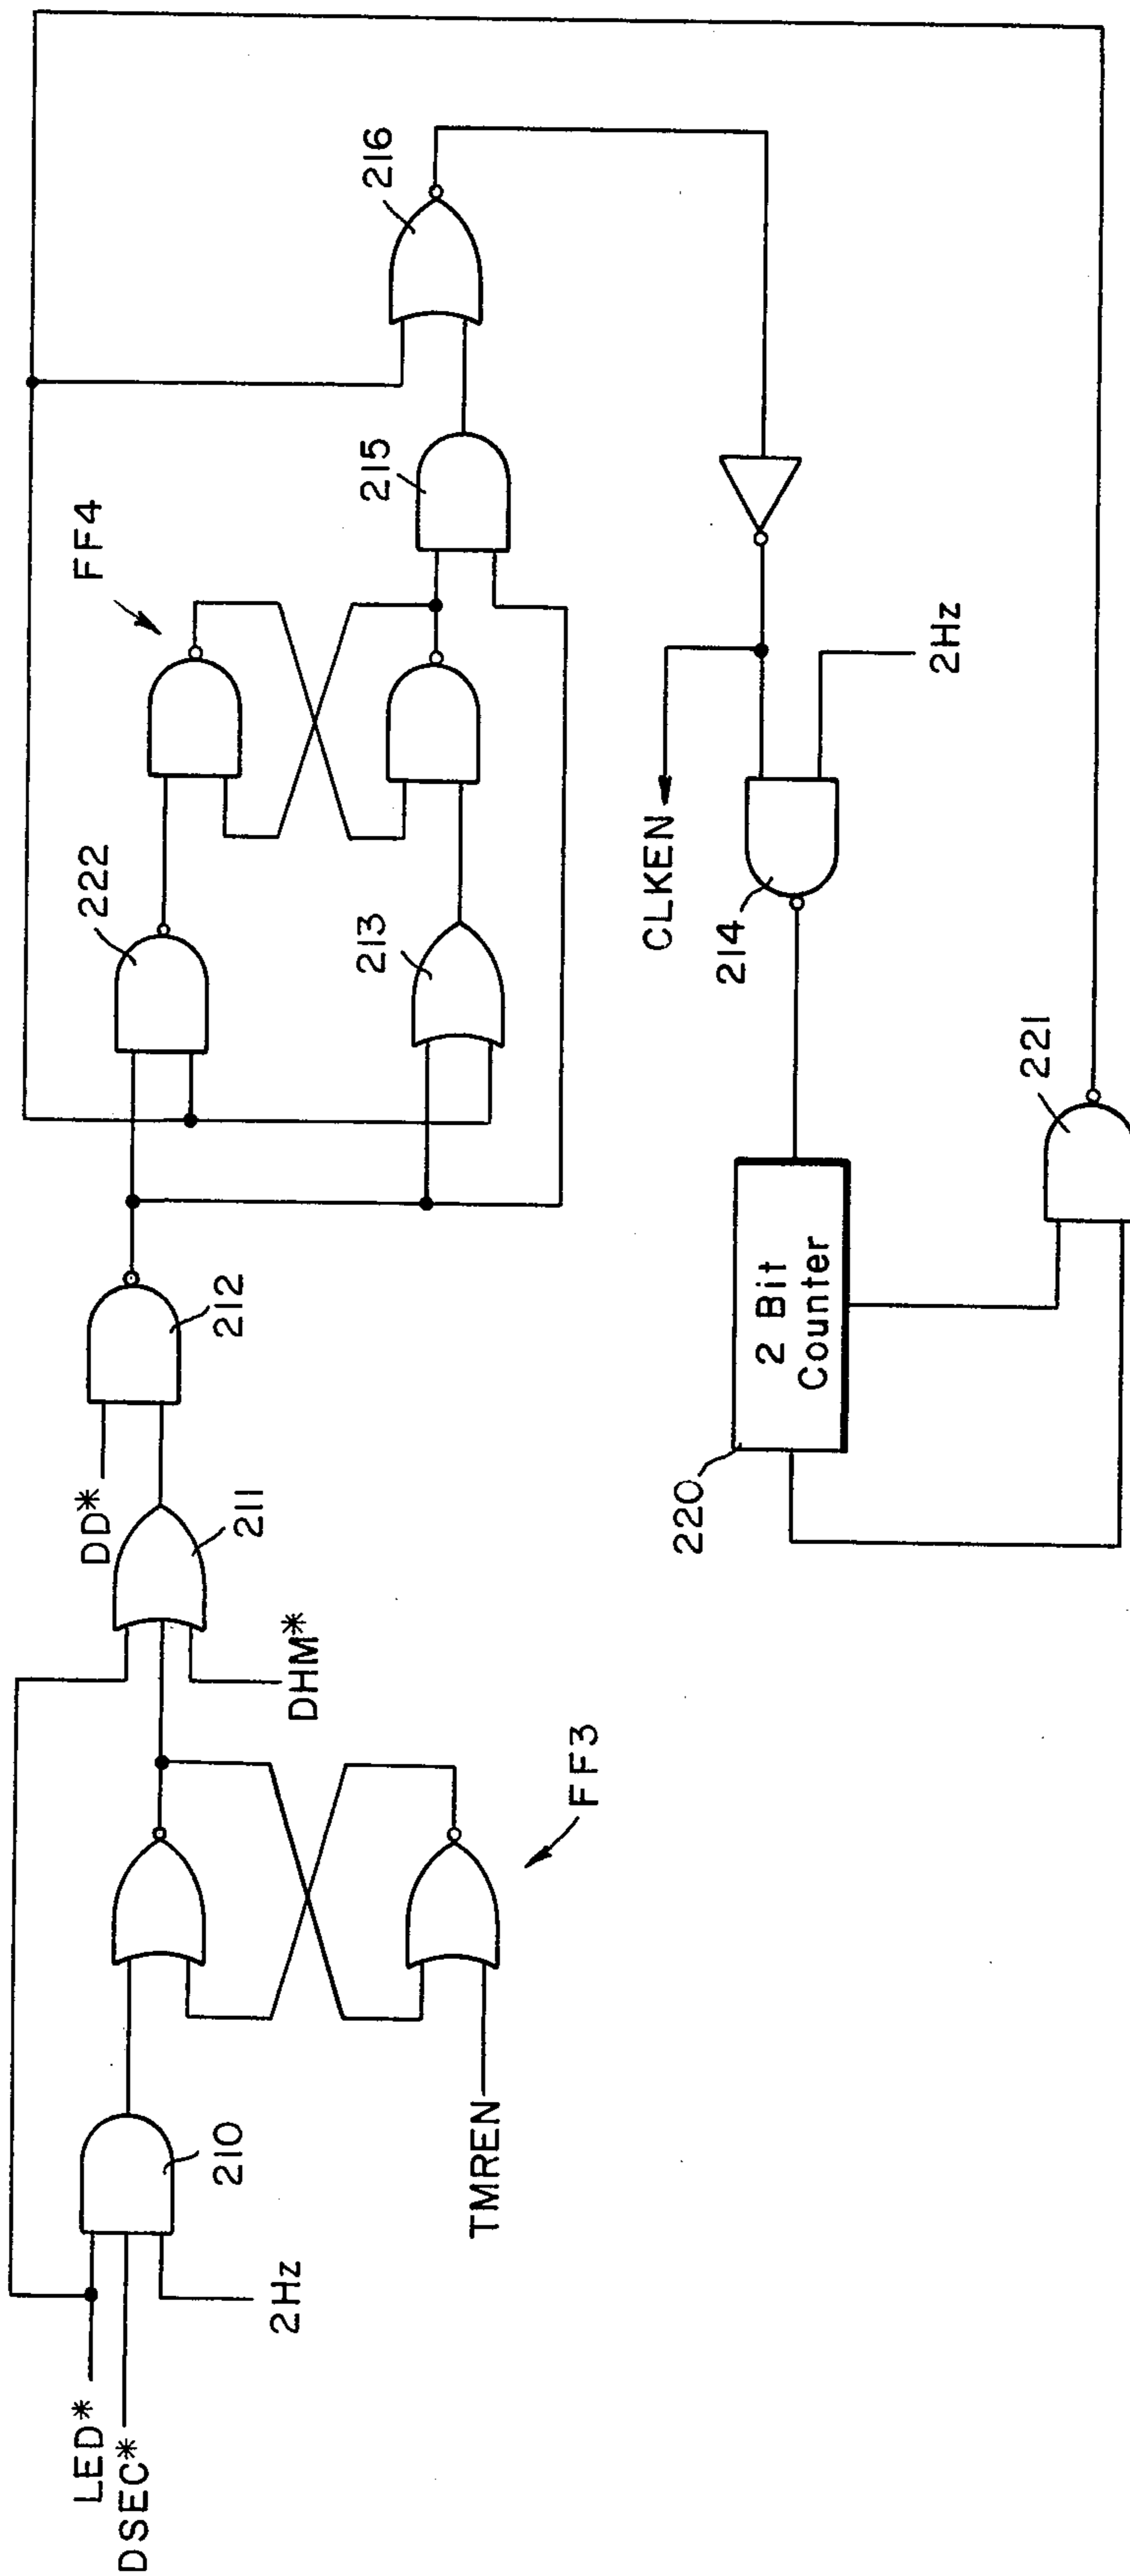 LED*
DSEC*
2Hz
210
TMREN
FF3
DHM*
211
DD*
212
222
213
FF4
215
216
220
2 Bit
Counter
214
CLKEN
2Hz
221